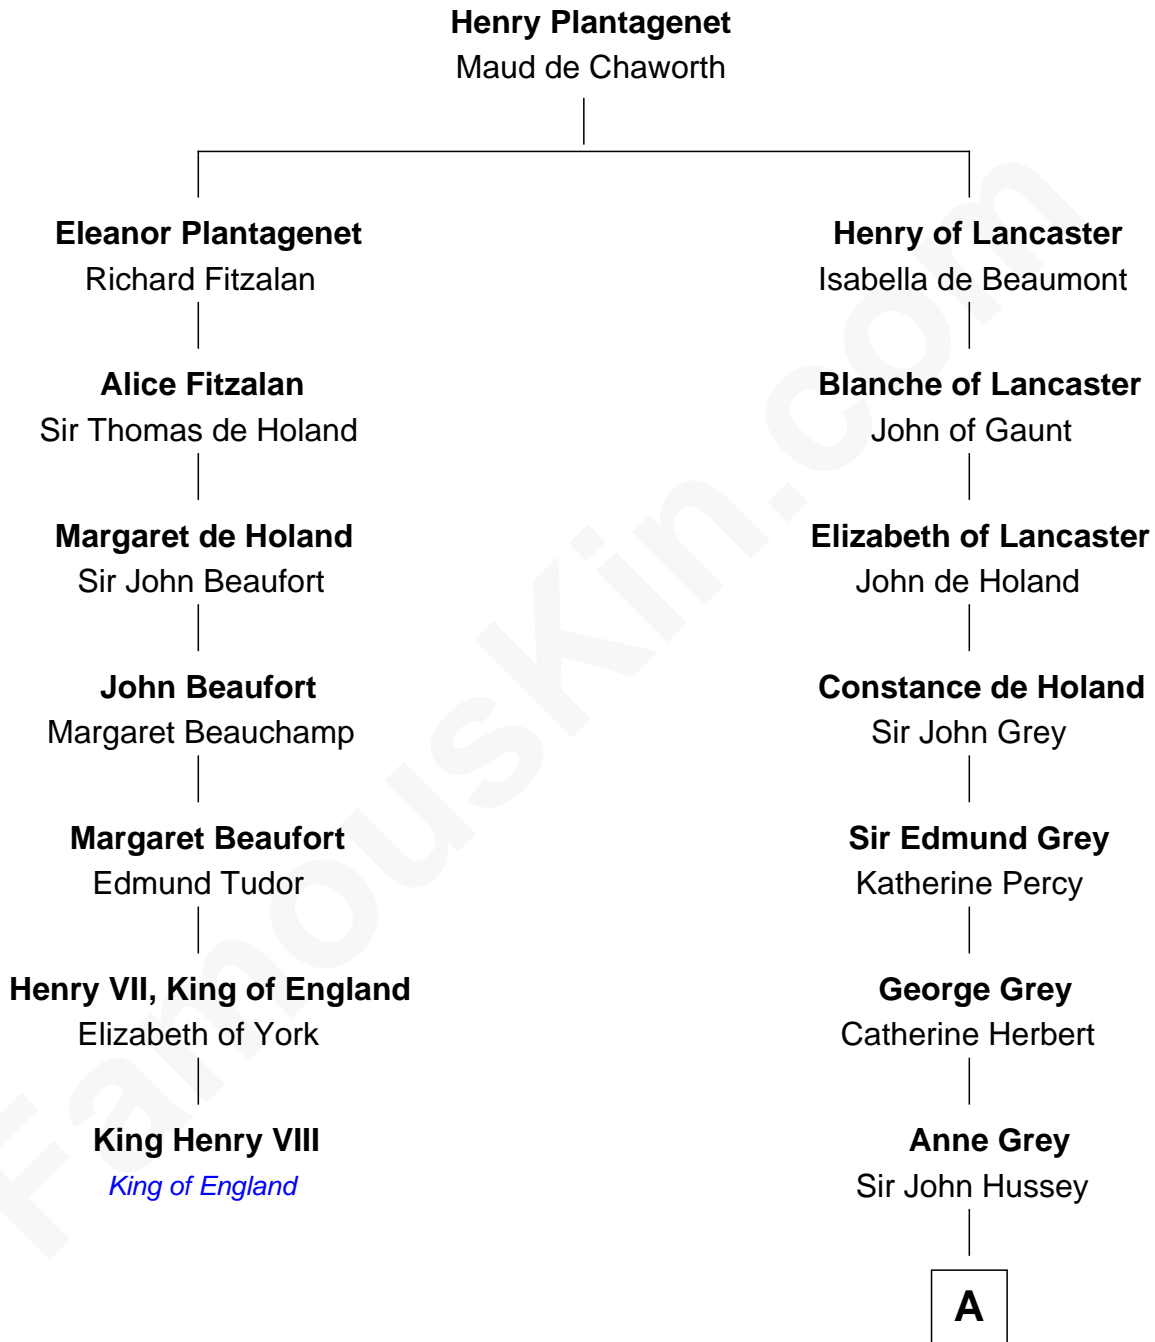 Henry Plantagenet
Maud de Chaworth
Eleanor Plantagenet
Richard Fitzalan
Henry of Lancaster
Isabella de Beaumont
Alice Fitzalan
Sir Thomas de Holand
Blanche of Lancaster
John of Gaunt
Margaret de Holand
Sir John Beaufort
Elizabeth of Lancaster
John de Holand
John Beaufort
Margaret Beauchamp
Constance de Holand
Sir John Grey
Margaret Beaufort
Edmund Tudor
Sir Edmund Grey
Katherine Percy
Henry VII, King of England
Elizabeth of York
George Grey
Catherine Herbert
King Henry VIII
King of England
Anne Grey
Sir John Hussey
A
FamousKin.com